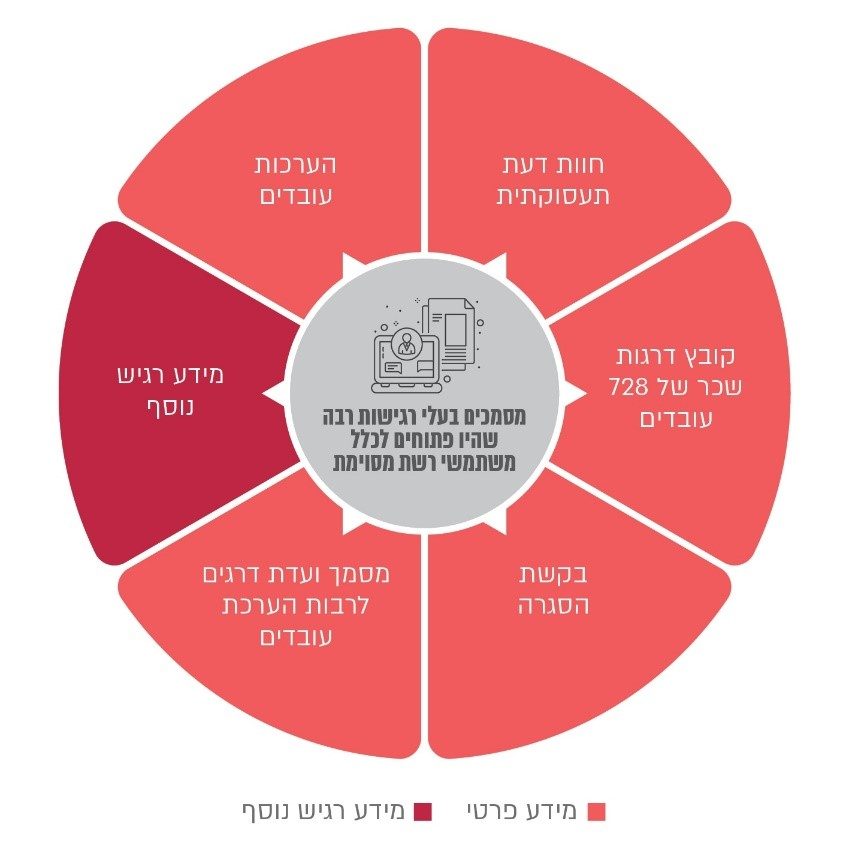 חוות דעת
תעסוקתית
הערכות
עובדים
קובץ דרגות
שכר של 728
עובדים
מידע רגיש
נוסף
מסמכים בעלי רגישות רבה
שהיו פתוחים לכלל
משתמשי רשת מסוימת
בקשת
הסגרה
מסמך ועדת דרגים
לרבות הערכת
עובדים
מידע פרטי
מידע רגיש נוסף